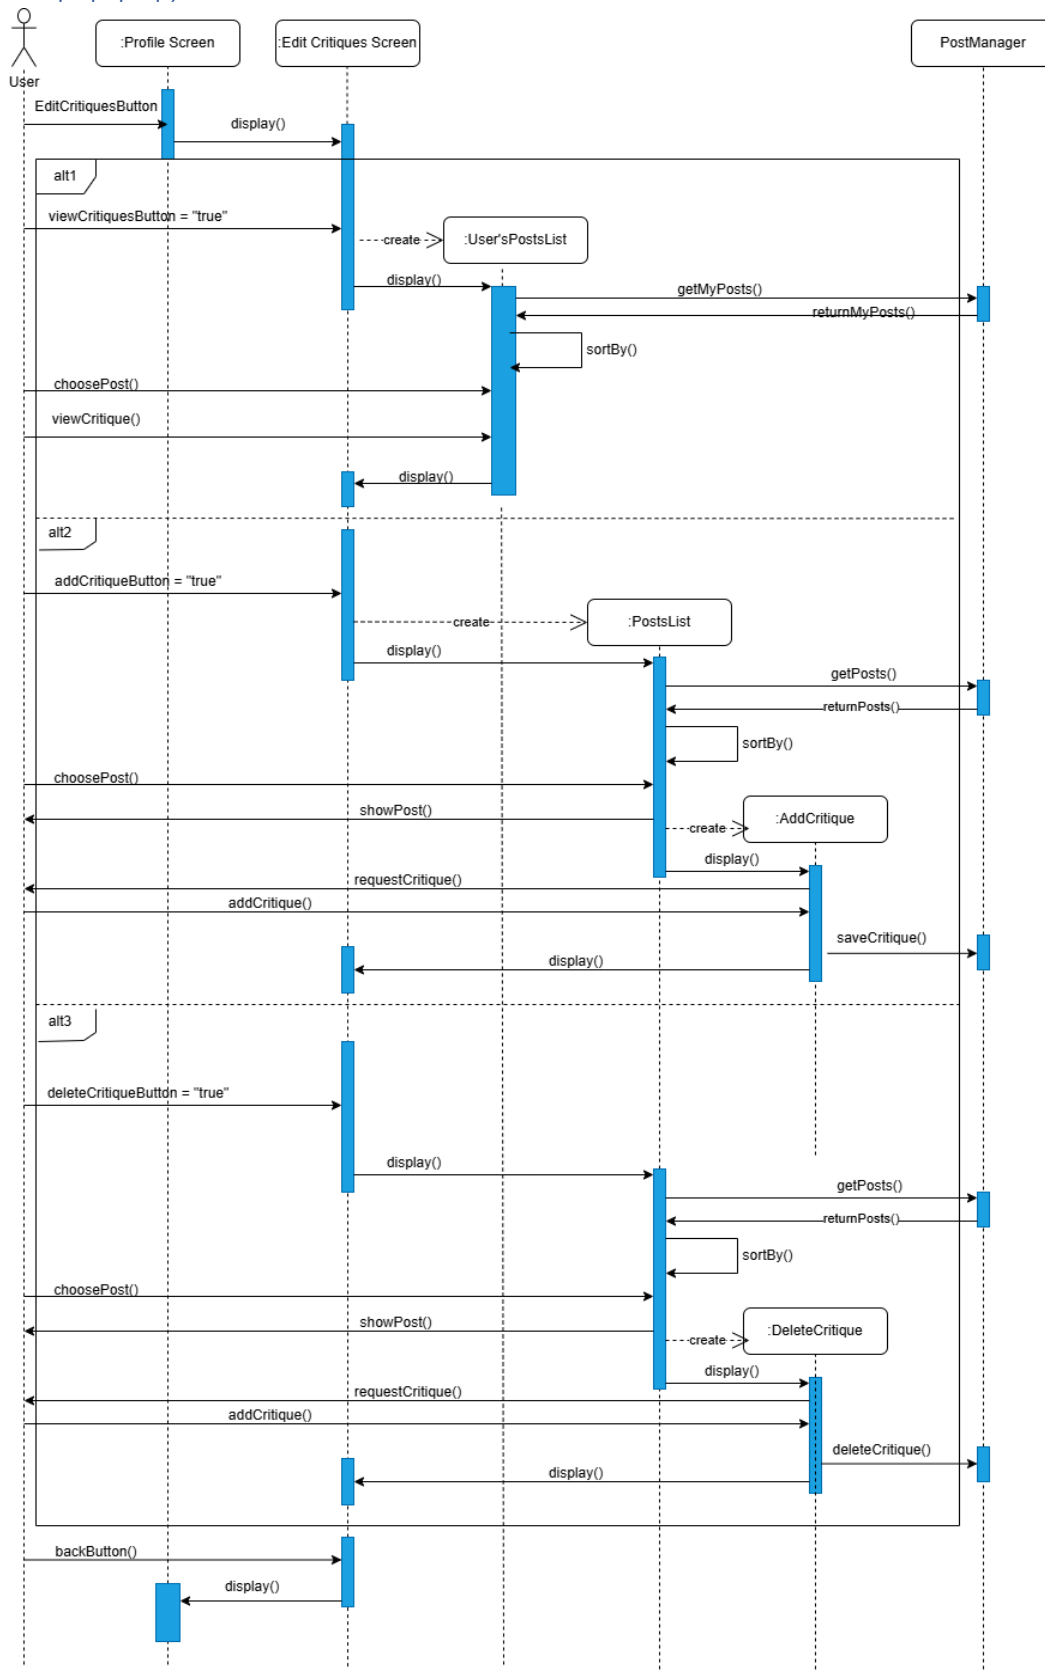 :Profile Screen
:Edit Critiques Screen
PostManager
User
EditCritiquesButton
display()
alt1
viewCritiquesButton = "true"
create
:User'sPostsList
display()
getMyPosts()
returnMyPosts()
sortBy()
choosePost()
viewCritique()
display()
alt2
addCritiqueButton = "true"
create
:PostsList
display()
getPosts()
returnPosts()
sortBy()
choosePost()
showPost()
create
:AddCritique
display()
requestCritique()
addCritique()
saveCritique()
display()
alt3
deleteCritiqueButton = "true"
display()
getPosts()
returnPosts()
sortBy()
choosePost()
showPost()
create
:DeleteCritique
display()
requestCritique()
addCritique()
deleteCritique()
display()
backButton()
display()